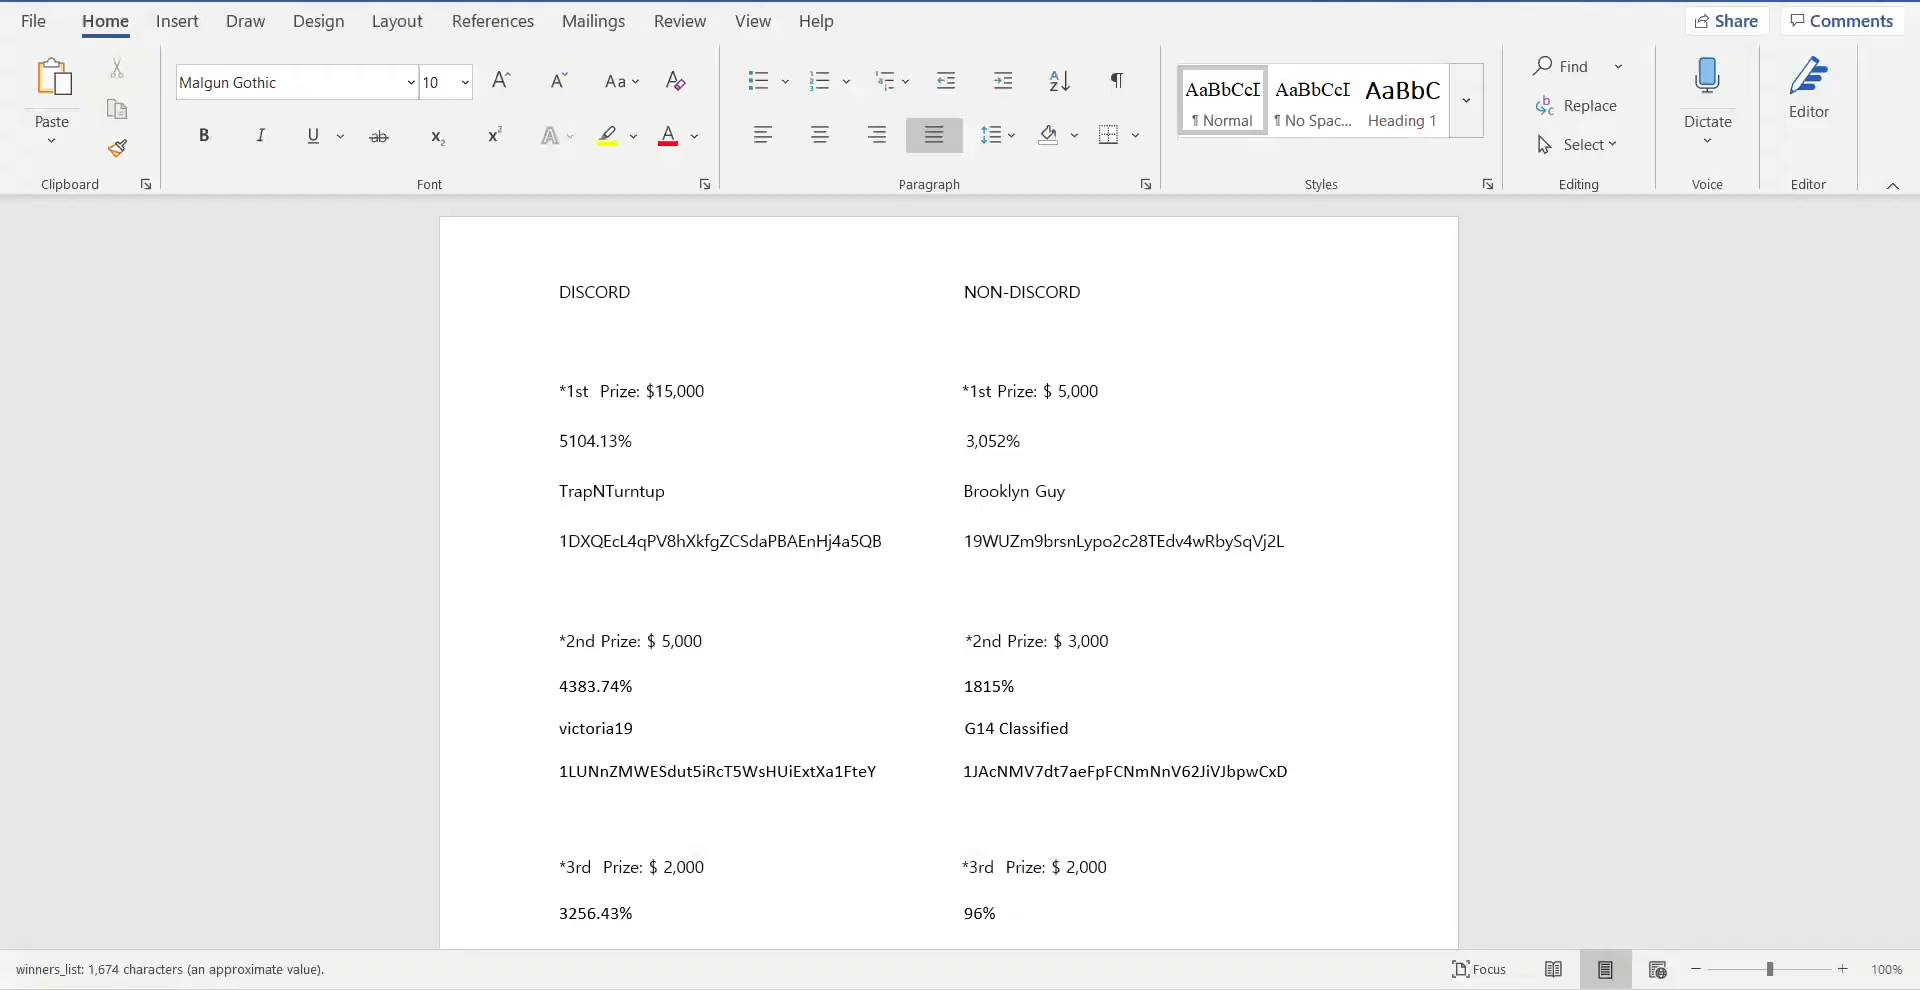 File Home Insert Draw Design Layout References Mailings Review View Help Share Comments
Malgun Gothic 10 Aa
Paste
B I U ab x₂ x² A A
AaBbCcI AaBbCcI AaBbC
¶ Normal ¶ No Spac... Heading 1
Find
Replace
Select
Dictate
Editor
Clipboard Font Paragraph Styles Editing Voice Editor
DISCORD NON-DISCORD
*1st Prize: $15,000 *1st Prize: $ 5,000
5104.13% 3,052%
TrapNTurntup Brooklyn Guy
1DXQEcL4qPV8hXkfgZCSdaPBAEnHj4a5QB 19WUZm9brsnLypo2c28TEdv4wRbySqVj2L
*2nd Prize: $ 5,000 *2nd Prize: $ 3,000
4383.74% 1815%
victoria19 G14 Classified
1LUNnZMWESdut5iRcT5WsHUiExtXa1FteY 1JAcNMV7dt7aeFpFCNmNnV62JiVJbpwCxD
*3rd Prize: $ 2,000 *3rd Prize: $ 2,000
3256.43% 96%
winners_list: 1,674 characters (an approximate value). Focus 100%